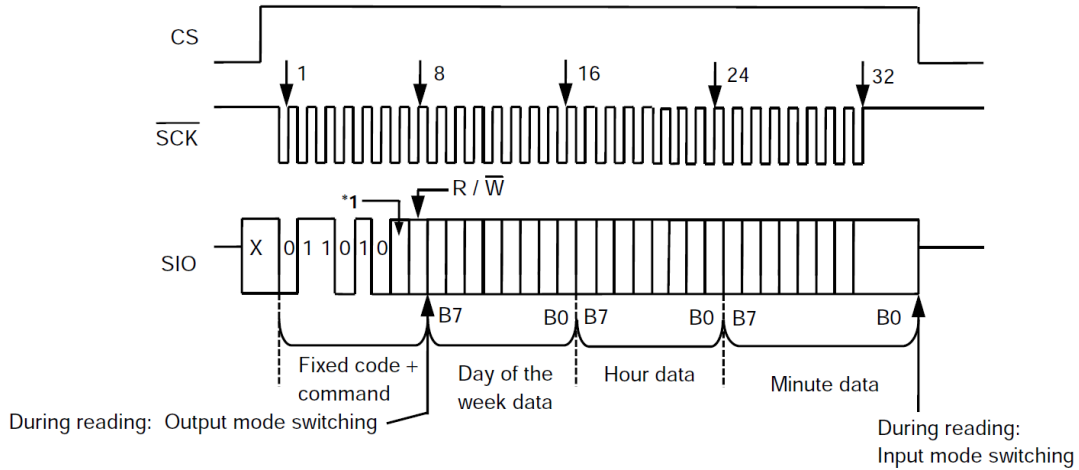 CS
1 8 16 24 32
SCK
R / W
*1
X 0 1 1 0 1 0
SIO
B7 B0 B7 B0 B7 B0
Fixed code +
command
Day of the
week data
Hour data
Minute data
During reading: Output mode switching
During reading:
Input mode switching